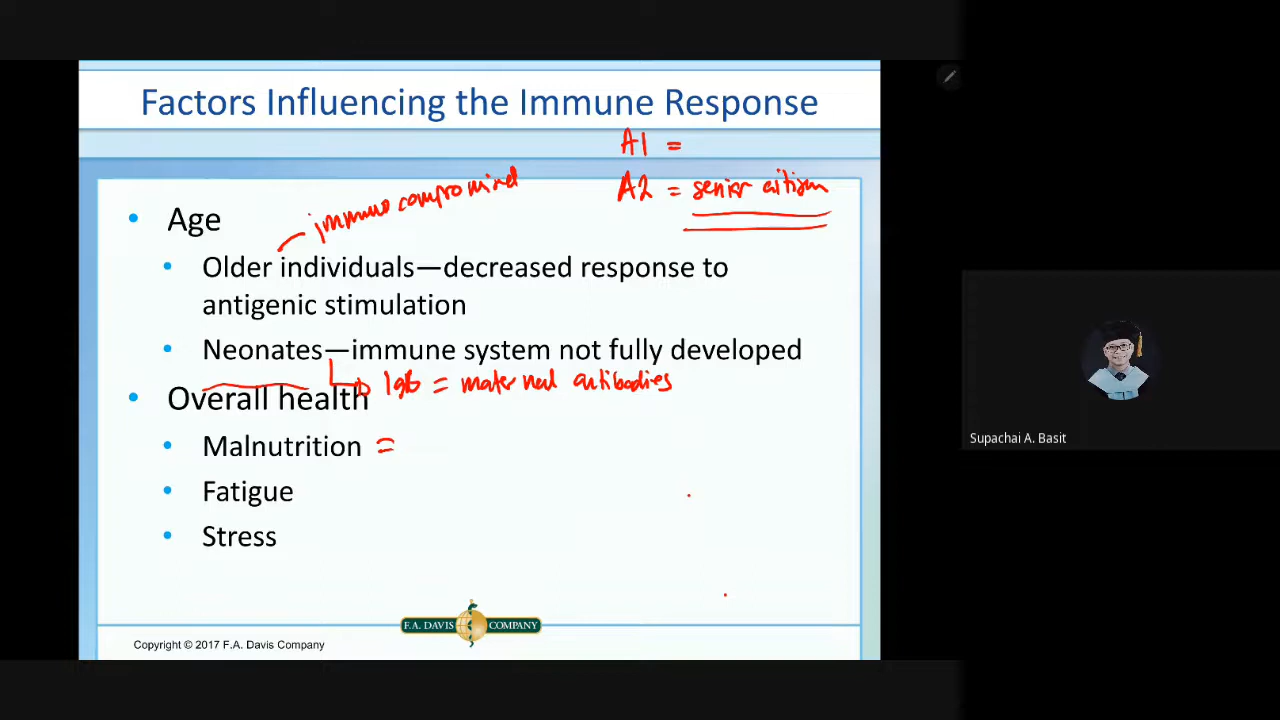 Factors Influencing the Immune Response
A1 =
A2 = senior citizen
immuno compromised
• Age
• Older individuals—decreased response to
antigenic stimulation
• Neonates—immune system not fully developed
IgG = maternal antibodies
• Overall health
• Malnutrition =
• Fatigue
• Stress
F.A. DAVIS COMPANY
Copyright © 2017 F.A. Davis Company
Supachai A. Basit